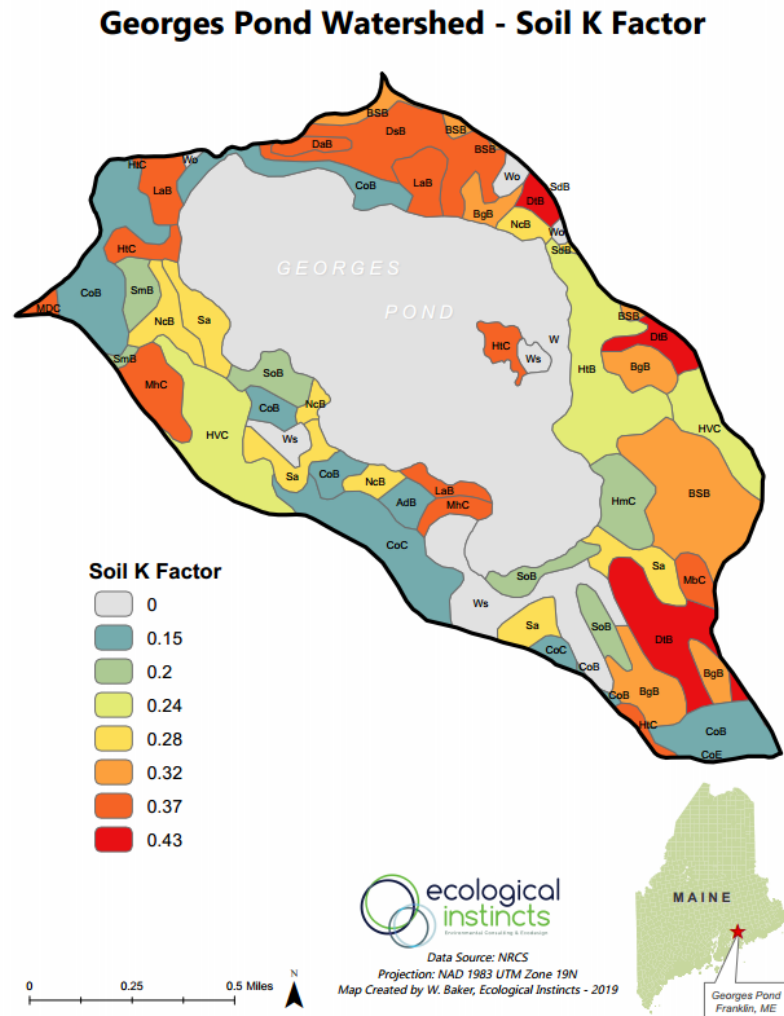 Georges Pond Watershed - Soil K Factor
BSB
DsB
BSB
DaB
BSB
HtC
Wo
LaB
CoB
LaB
Wo
SdB
DtB
BgB
NcB
Wo
SdB
HtC
GEORGES
POND
CoB
SmB
MDC
NcB
Sa
BSB
HtC
W
DtB
Ws
SmB
SoB
HtB
BgB
MhC
CoB
NcB
HVC
HVC
Ws
Sa
CoB
NcB
LaB
BSB
AdB
MhC
HmC
CoC
SoB
Sa
MbC
Ws
Sa
SoB
DtB
CoC
CoB
BgB
CoB
BgB
HtC
CoB
CoE
Soil K Factor
0
0.15
0.2
0.24
0.28
0.32
0.37
0.43
MAINE
ecological
instincts
Environmental Consulting & Ecodesign
Data Source: NRCS
Projection: NAD 1983 UTM Zone 19N
Map Created by W. Baker, Ecological Instincts - 2019
0
0.25
0.5 Miles
N
Georges Pond
Franklin, ME